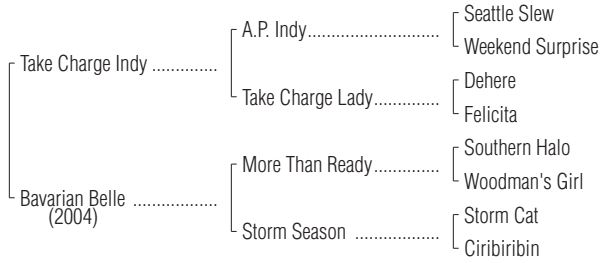 Seattle Slew
A.P. Indy..............................
Weekend Surprise
Take Charge Indy ...............
Dehere
Take Charge Lady...............
Felicita
Southern Halo
More Than Ready...............
Woodman's Girl
Bavarian Belle ...................
(2004)
Storm Cat
Storm Season ...................
Ciribiribin